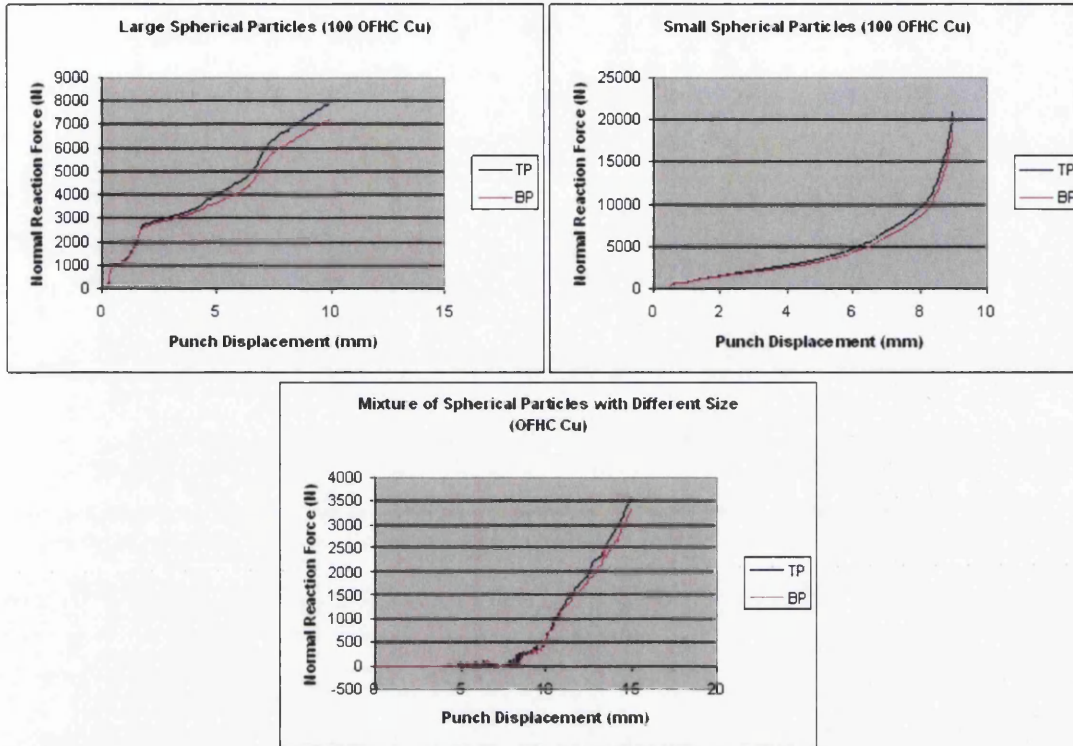 Large Spherical Particles (100 OFHC Cu)
Normal Reaction Force (N)
9000
8000
7000
6000
5000
4000
3000
2000
1000
0
0
5
10
15
Punch Displacement (mm)
TP
BP
Small Spherical Particles (100 OFHC Cu)
Normal Reaction Force (N)
25000
20000
15000
10000
5000
0
0
2
4
6
8
10
Punch Displacement (mm)
TP
BP
Mixture of Spherical Particles with Different Size
(OFHC Cu)
Normal Reaction Force (N)
4000
3500
3000
2500
2000
1500
1000
500
0
-500
0
5
10
15
20
Punch Displacement (mm)
TP
BP